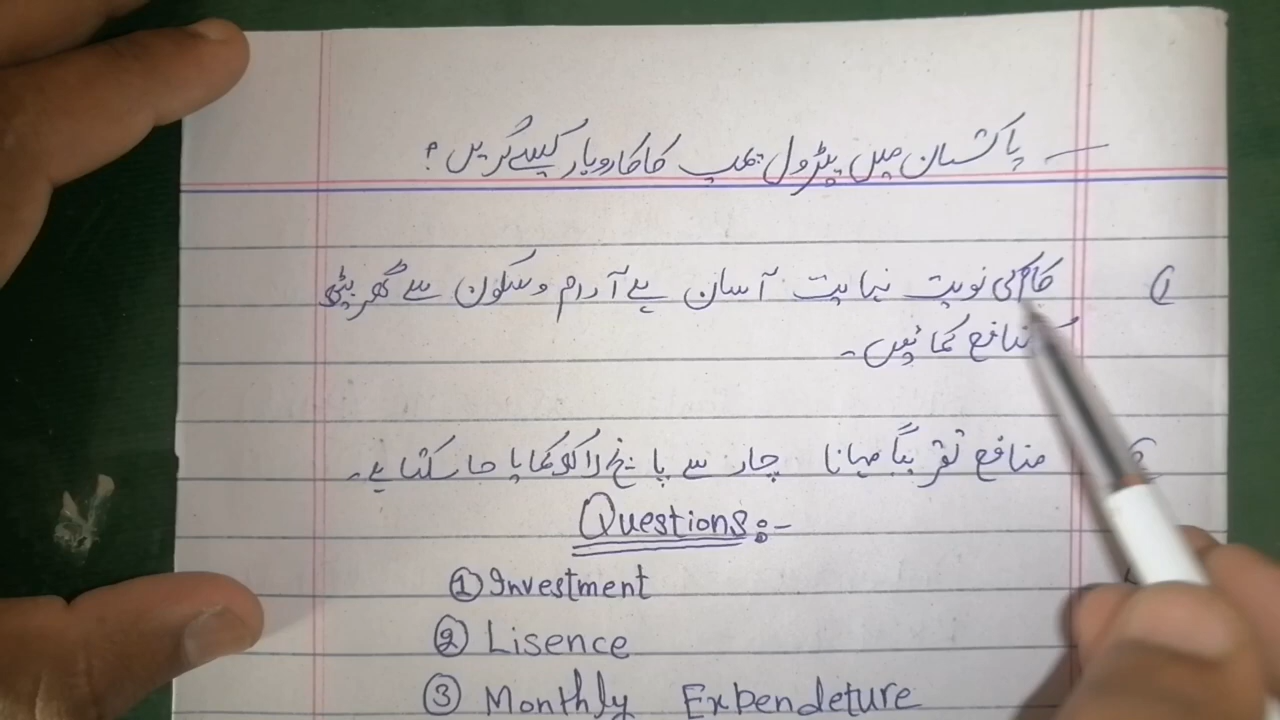 پاکستان میں پٹرول پمپ کا کاروبار کیسے کریں؟
1) کام کی نوعیت نہایت آسان ہے آرام و سکون سے گھر بیٹھے
منافع کمائیں۔
منافع تقریباً مہانا چار سے پانچ لاکھ کمایا جا سکتا ہے۔
Questions:-
① Investment
② Lisence
③ Monthly Expendeture